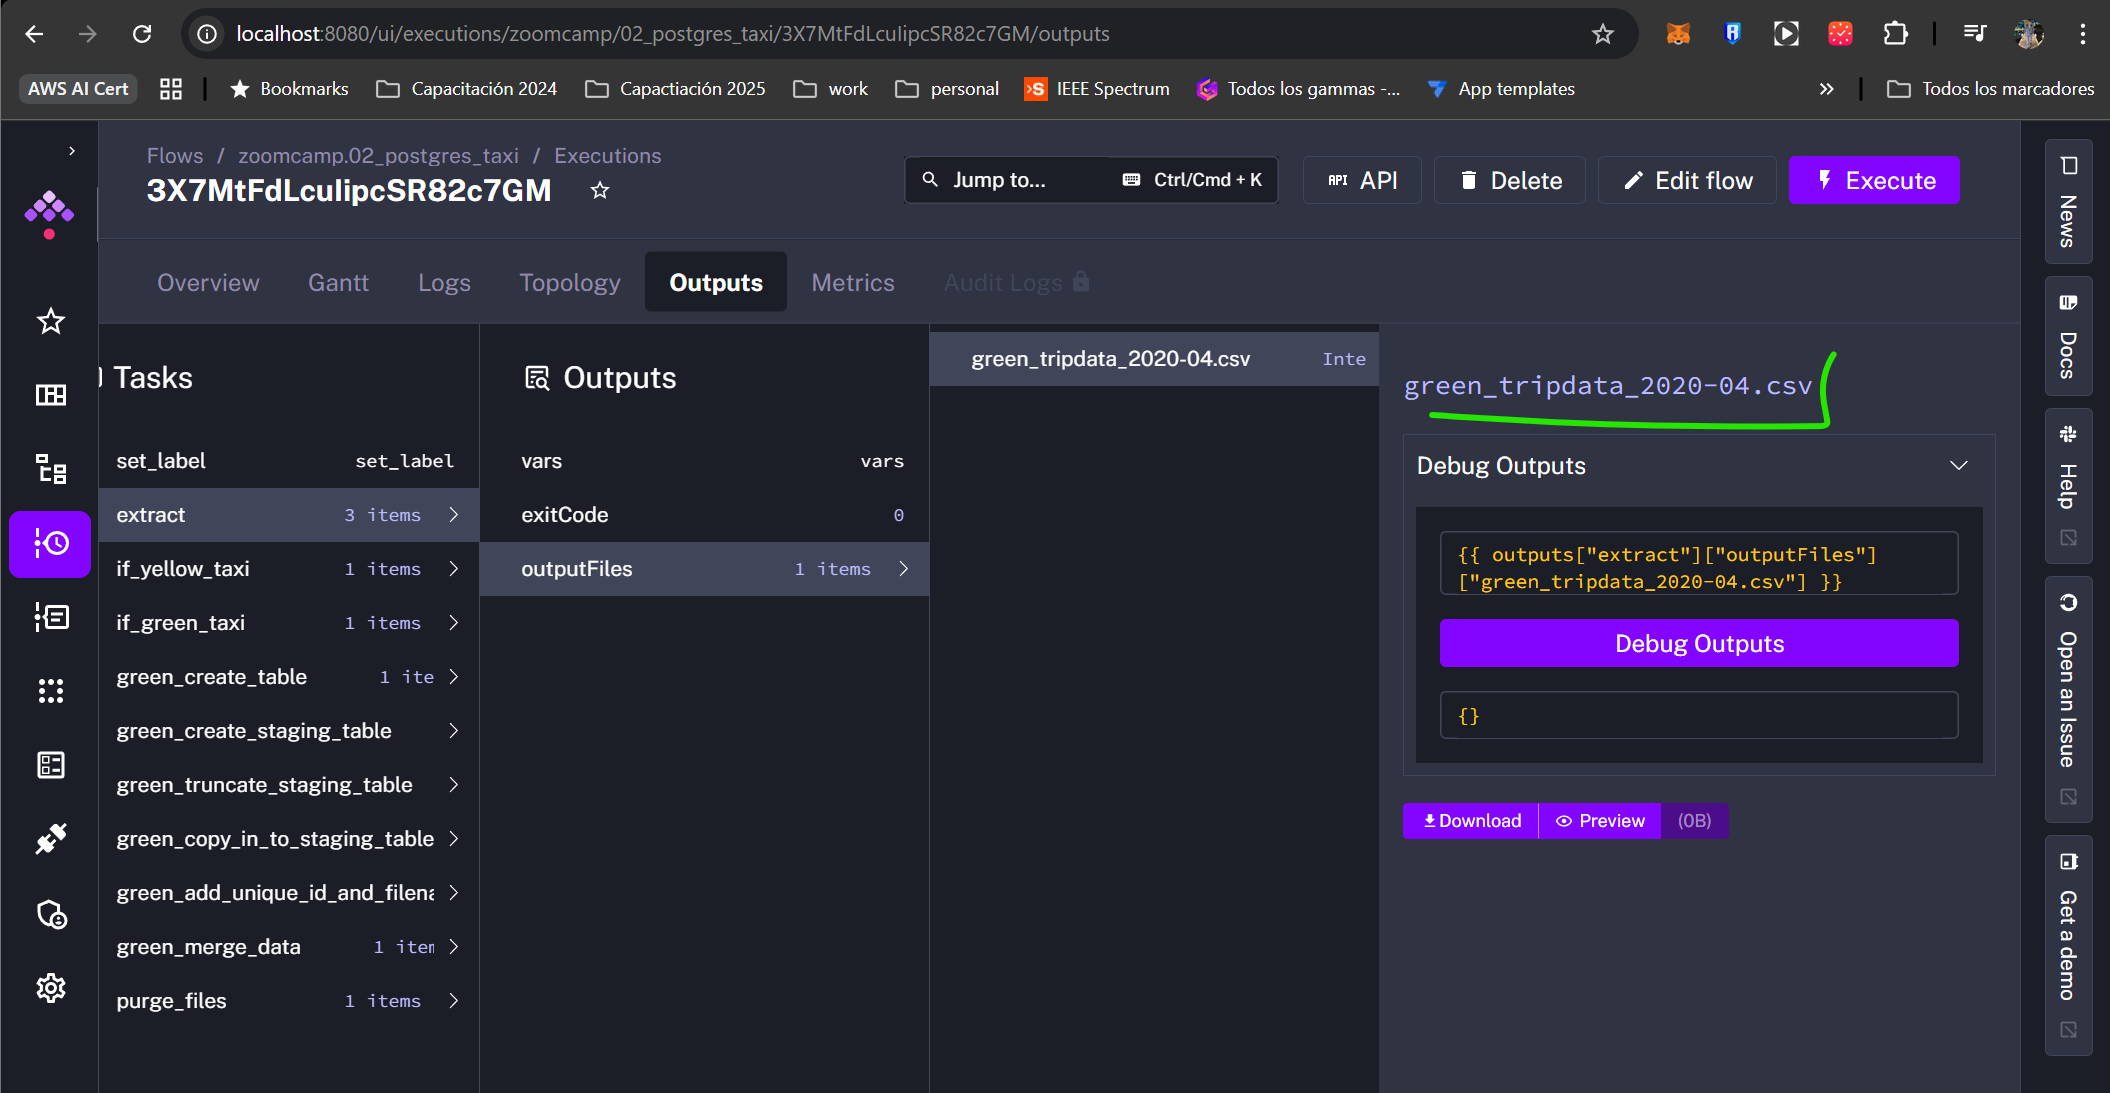 localhost:8080/ui/executions/zoomcamp/02_postgres_taxi/3X7MtFdLcuIipcSR82c7GM/outputs
AWS AI Cert
Bookmarks
Capacitación 2024
Capactiación 2025
work
personal
IEEE Spectrum
Todos los gammas -...
App templates
»
Todos los marcadores
Flows / zoomcamp.02_postgres_taxi / Executions
3X7MtFdLcuIipcSR82c7GM
Jump to...
Ctrl/Cmd + K
API API
Delete
Edit flow
Execute
Overview
Gantt
Logs
Topology
Outputs
Metrics
Audit Logs
Tasks
set_label set_label
extract 3 items
if_yellow_taxi 1 items
if_green_taxi 1 items
green_create_table 1 ite
green_create_staging_table
green_truncate_staging_table
green_copy_in_to_staging_table
green_add_unique_id_and_filena
green_merge_data 1 item
purge_files 1 items
Outputs
vars vars
exitCode 0
outputFiles 1 items
green_tripdata_2020-04.csv Inte
green_tripdata_2020-04.csv
Debug Outputs
{{ outputs["extract"]["outputFiles"]
["green_tripdata_2020-04.csv"] }}
Debug Outputs
{}
Download
Preview
(0B)
News
Docs
Help
Open an Issue
Get a demo